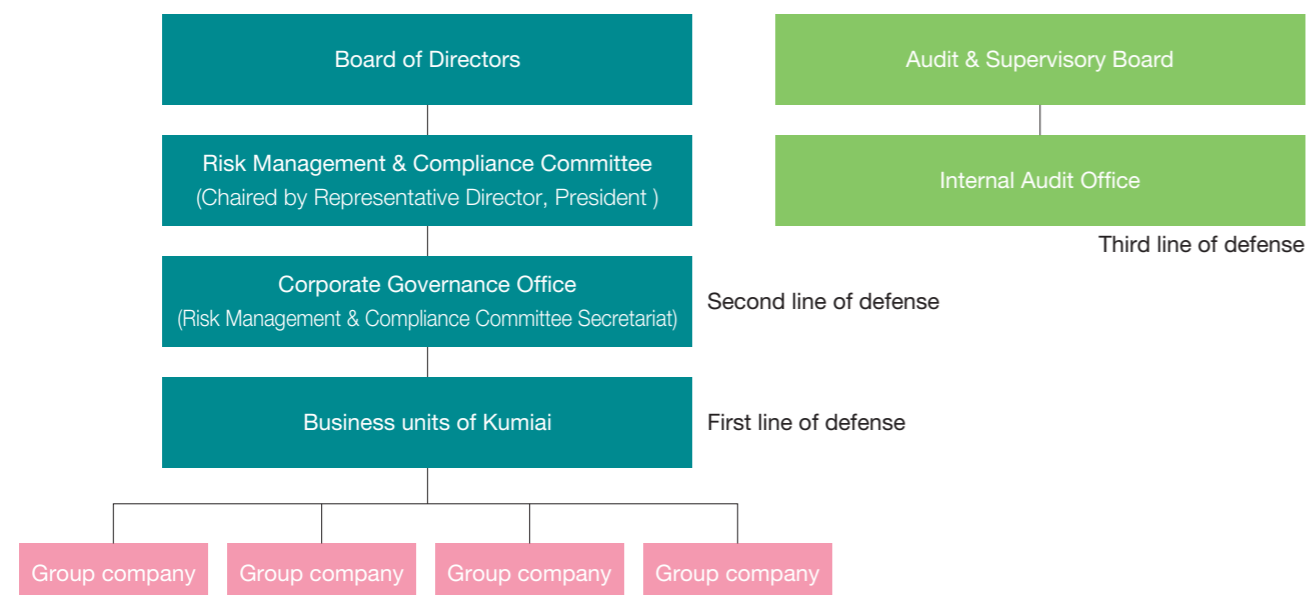 Board of Directors
Audit & Supervisory Board
Risk Management & Compliance Committee
(Chaired by Representative Director, President )
Internal Audit Office
Third line of defense
Corporate Governance Office
(Risk Management & Compliance Committee Secretariat)
Second line of defense
Business units of Kumiai
First line of defense
Group company
Group company
Group company
Group company